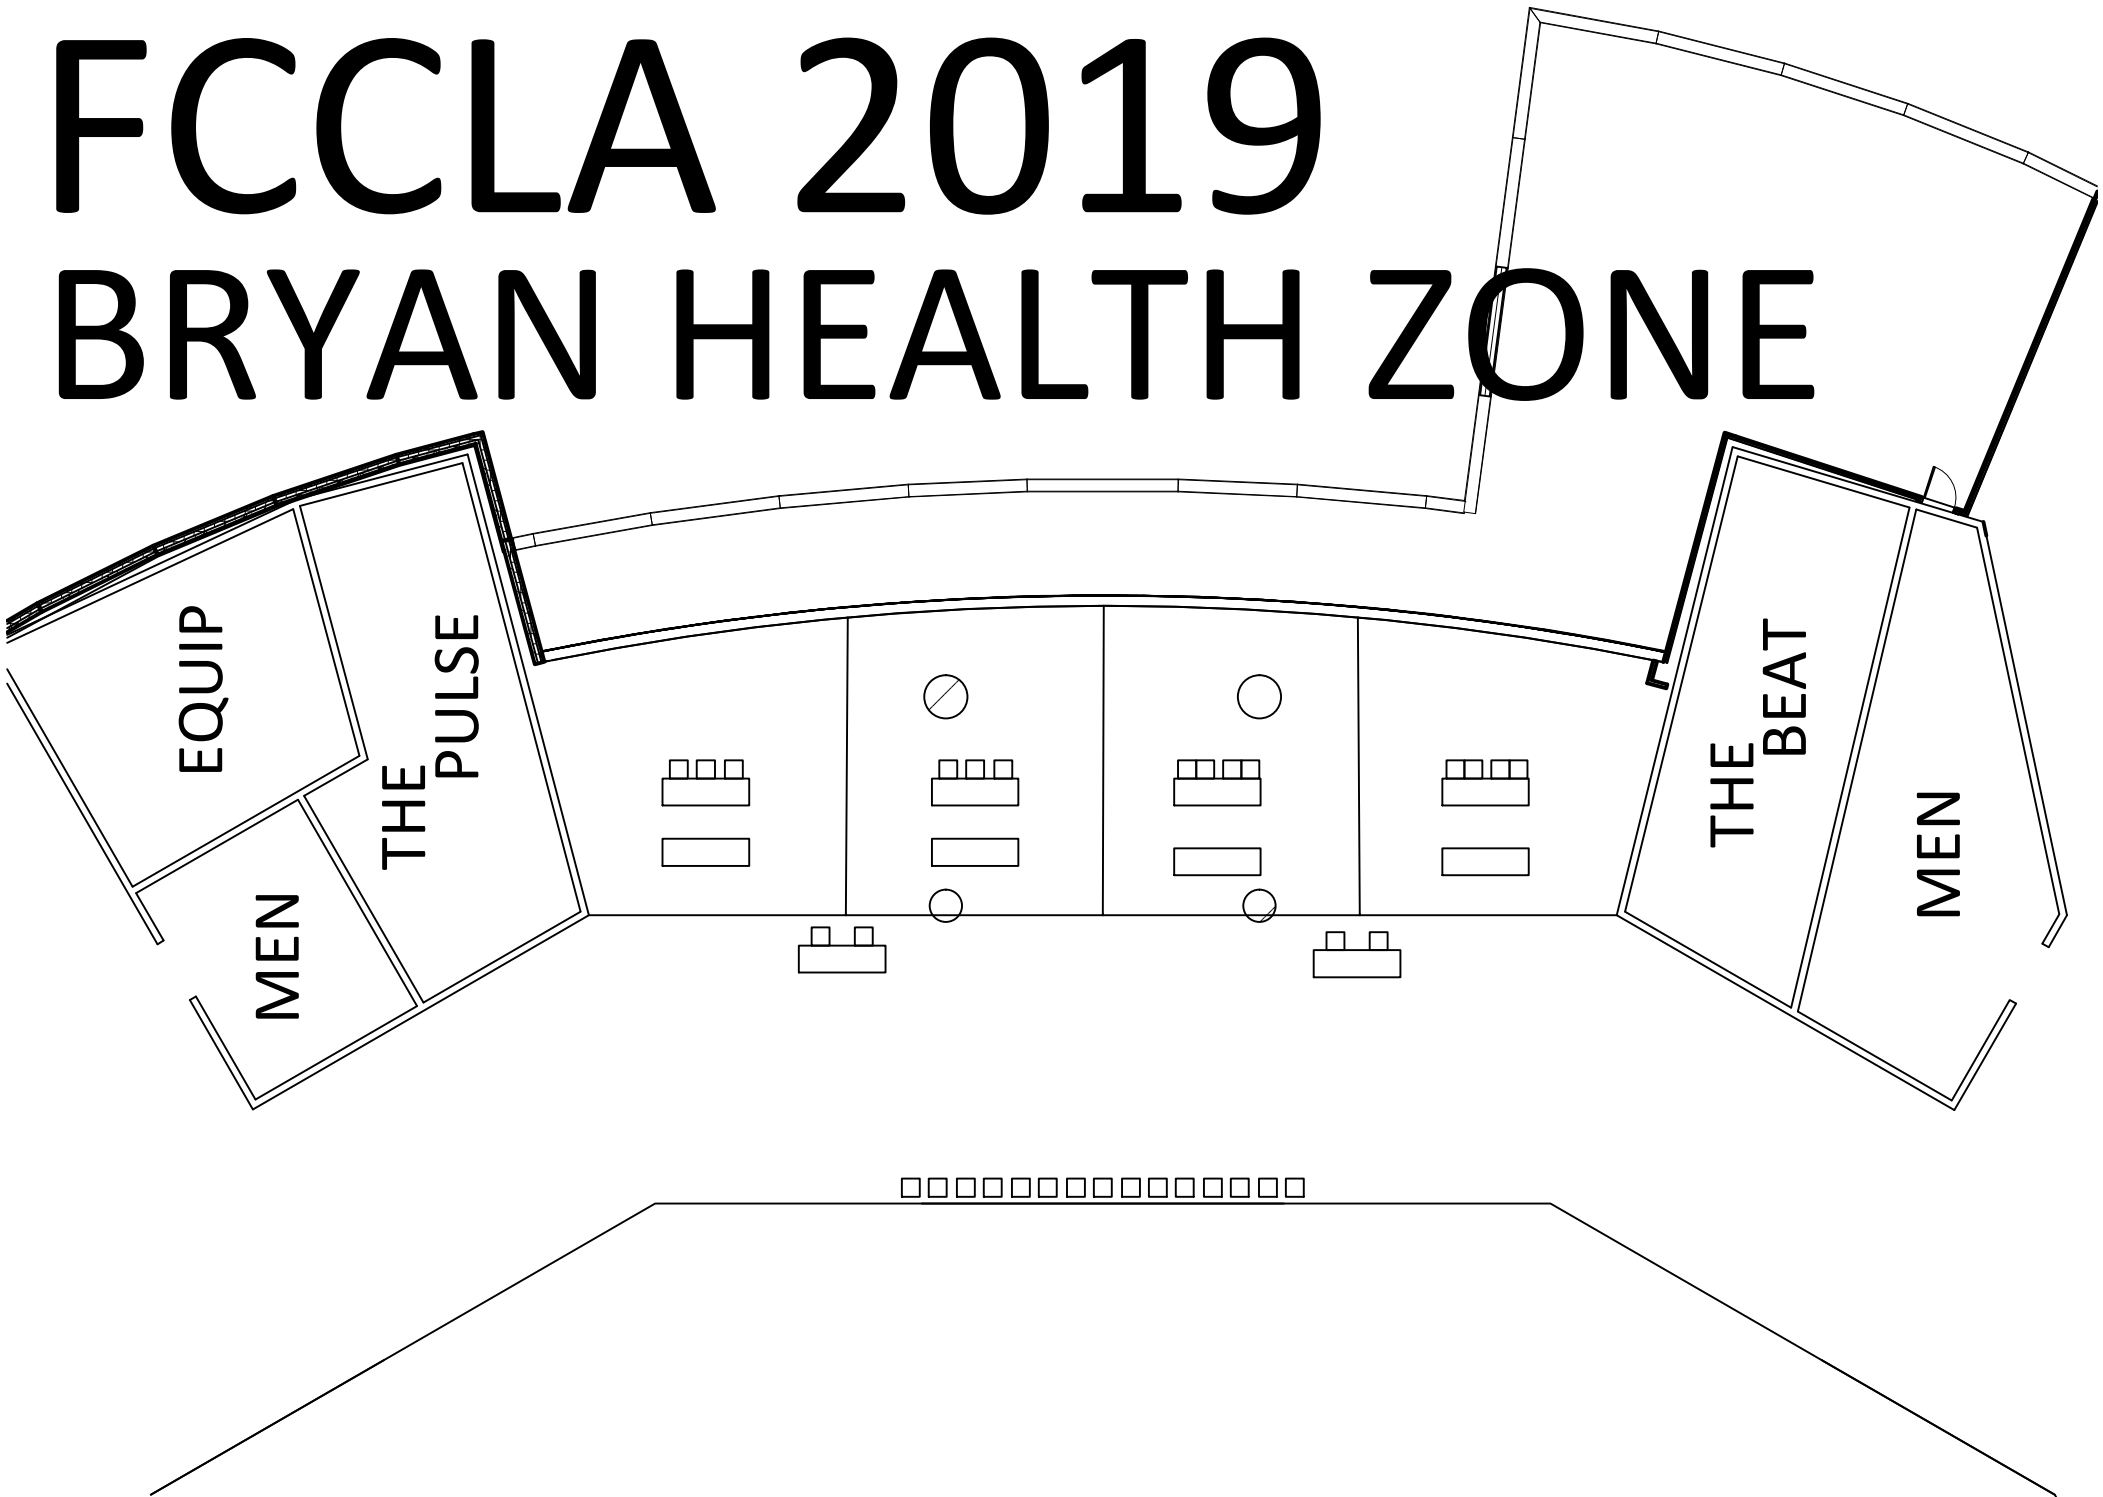 FCCLA 2019
BRYAN HEALTH ZONE
EQUIP
THE
PULSE
MEN
THE
BEAT
MEN